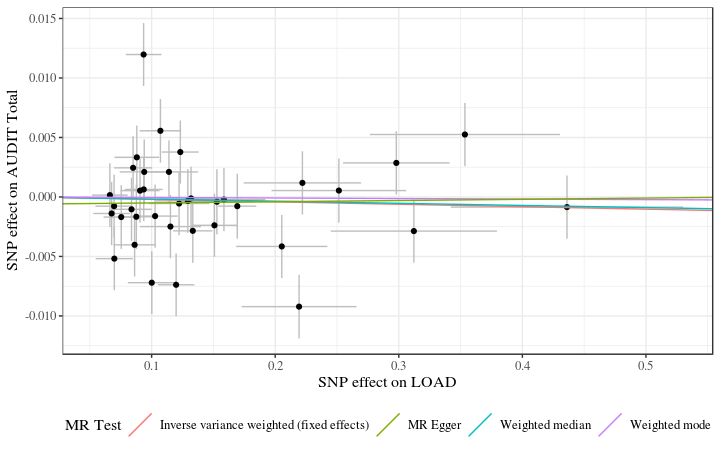 0.015
0.010
0.005
0.000
-0.005
-0.010
SNP effect on AUDIT Total
0.1 0.2 0.3 0.4 0.5
SNP effect on LOAD
MR Test Inverse variance weighted (fixed effects) MR Egger Weighted median Weighted mode